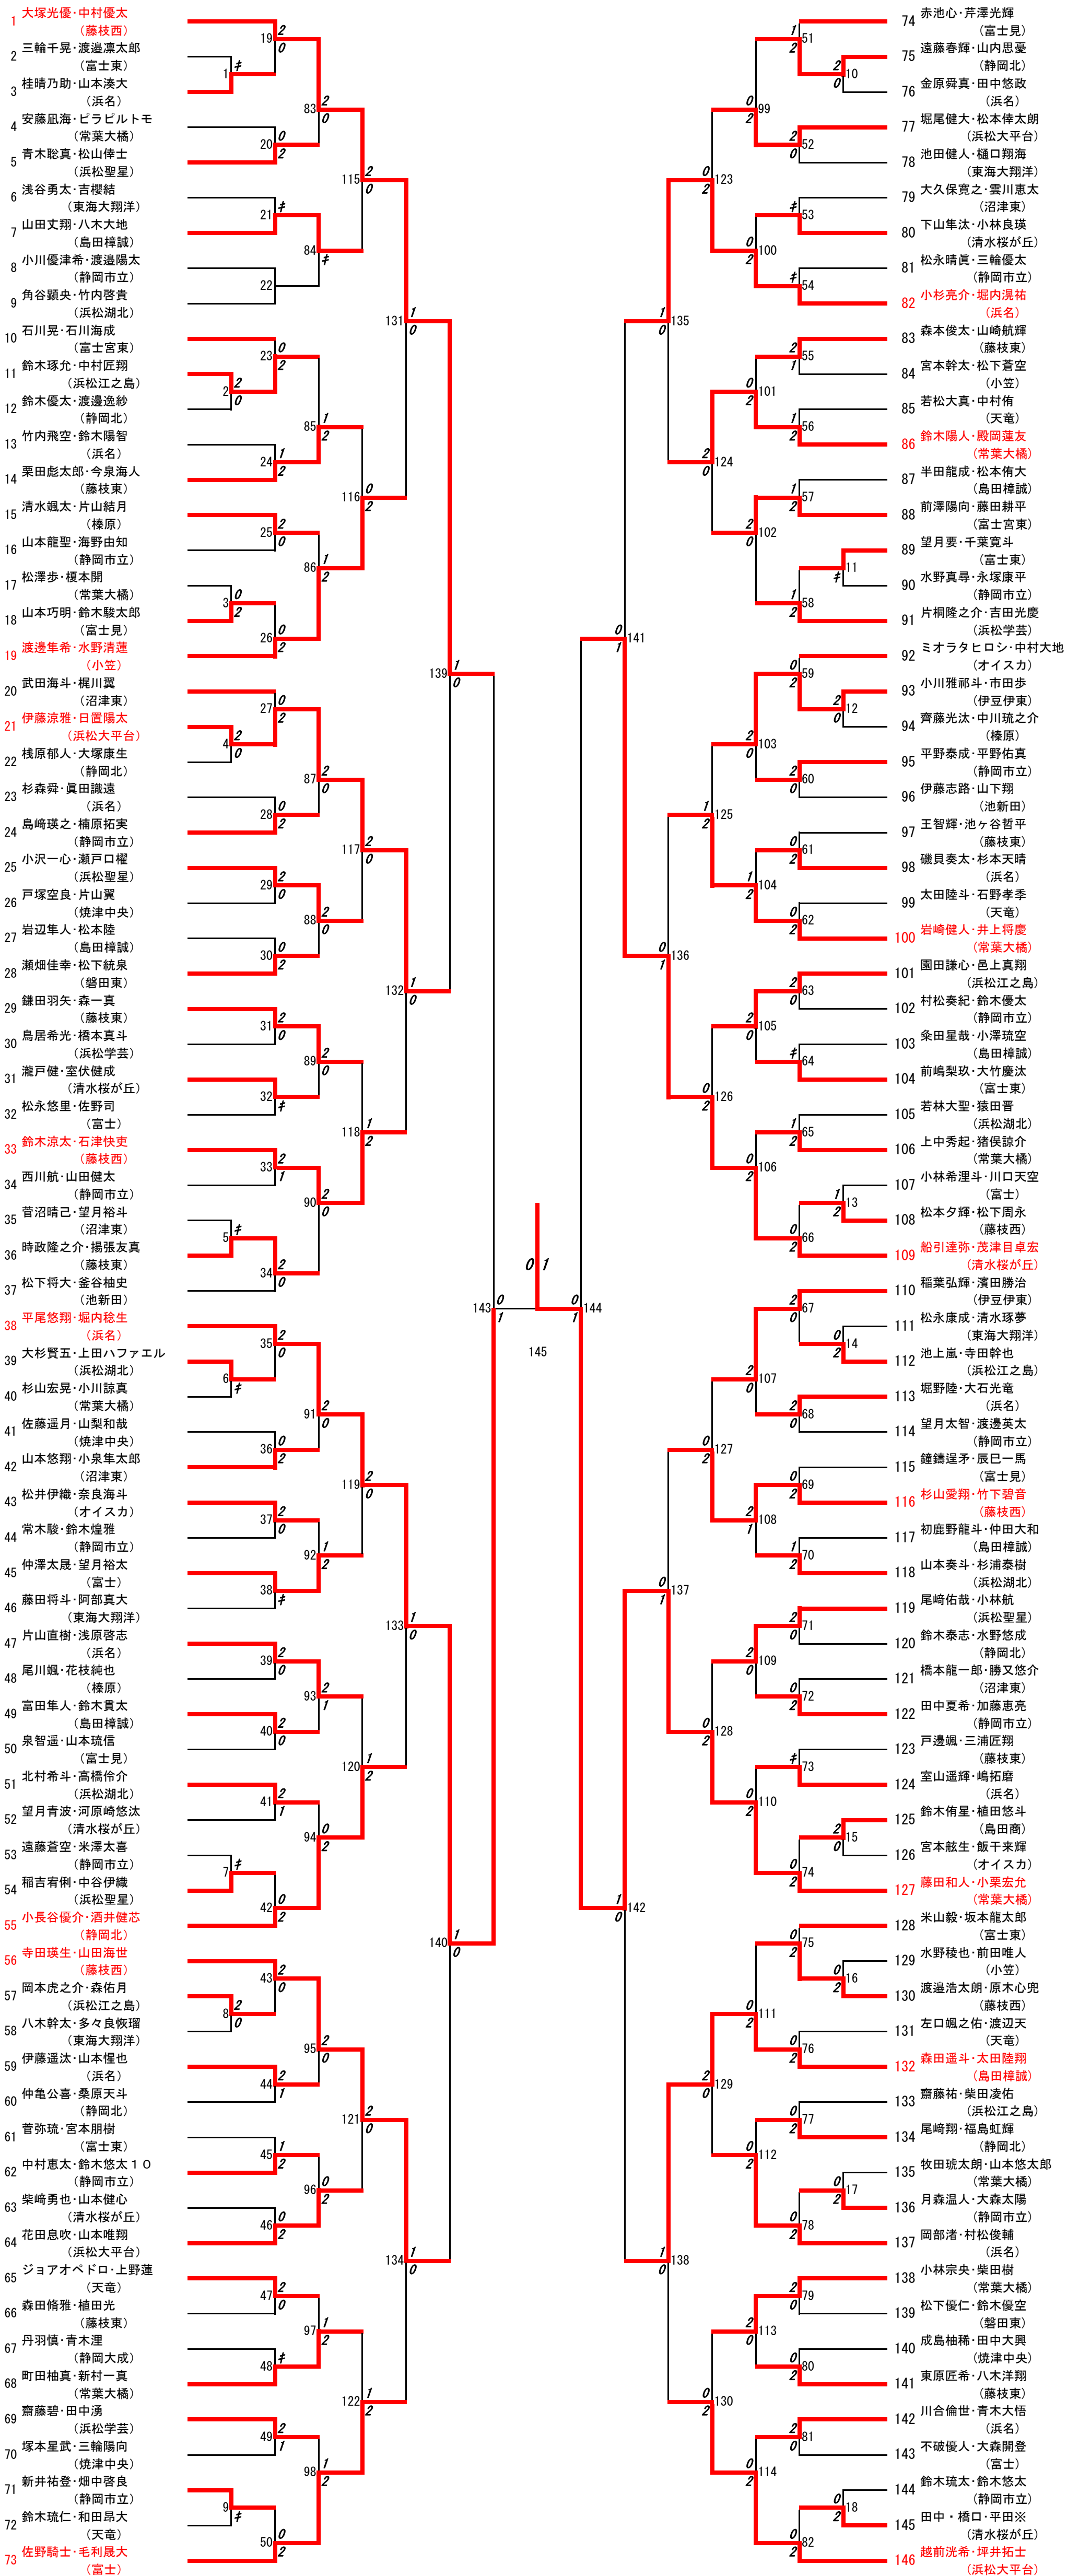 1 大塚光優・中村優太
（藤枝西）
2 三輪千晃・渡邉凛太郎
（富士東）
3 桂晴乃助・山本湊大
（浜名）
4 安藤凪海・ピラピルトモ
（常葉大橘）
5 青木聡真・松山倖士
（浜松聖星）
6 浅谷勇太・吉櫻結
（東海大翔洋）
7 山田丈翔・八木大地
（島田樟誠）
8 小川優津希・渡邉陽太
（静岡市立）
9 角谷顕央・竹内啓貴
（浜松湖北）
10 石川晃・石川海成
（富士宮東）
11 鈴木琢允・中村匠翔
（浜松江之島）
12 鈴木優太・渡邊逸紗
（静岡北）
13 竹内飛空・鈴木陽智
（浜名）
14 栗田彪太郎・今泉海人
（藤枝東）
15 清水颯太・片山結月
（榛原）
16 山本龍聖・海野由知
（静岡市立）
17 松澤歩・榎本開
（常葉大橘）
18 山本巧明・鈴木駿太郎
（富士見）
19 渡邊隼希・水野清蓮
（小笠）
20 武田海斗・梶川翼
（沼津東）
21 伊藤涼雅・日置陽太
（浜松大平台）
22 桟原郁人・大塚康生
（静岡北）
23 杉森舜・眞田識遠
（浜名）
24 島﨑瑛之・楠原拓実
（静岡市立）
25 小沢一心・瀬戸口櫂
（浜松聖星）
26 戸塚空良・片山翼
（焼津中央）
27 岩辺隼人・松本陸
（島田樟誠）
28 瀬畑佳幸・松下統泉
（磐田東）
29 鎌田羽矢・森一真
（藤枝東）
30 鳥居希光・橋本真斗
（浜松学芸）
31 瀧戸健・室伏健成
（清水桜が丘）
32 松永悠里・佐野司
（富士）
33 鈴木涼太・石津快吏
（藤枝西）
34 西川航・山田健太
（静岡市立）
35 菅沼晴己・望月裕斗
（沼津東）
36 時政隆之介・揚張友真
（藤枝東）
37 松下将大・釜谷柚史
（池新田）
38 平尾悠翔・堀内稔生
（浜名）
39 大杉賢五・上田ハファエル
（浜松湖北）
40 杉山宏晃・小川諒真
（常葉大橘）
41 佐藤遥月・山梨和哉
（焼津中央）
42 山本悠翔・小泉隼太郎
（沼津東）
43 松井伊織・奈良海斗
（オイスカ）
44 常木駿・鈴木煌雅
（静岡市立）
45 仲澤太晟・望月裕太
（富士）
46 藤田将斗・阿部真大
（東海大翔洋）
47 片山直樹・浅原啓志
（浜名）
48 尾川颯・花枝純也
（榛原）
49 富田隼人・鈴木貫太
（島田樟誠）
50 泉智遥・山本琉信
（富士見）
51 北村希斗・高橋伶介
（浜松湖北）
52 望月青波・河原崎悠汰
（清水桜が丘）
53 遠藤蒼空・米澤太喜
（静岡市立）
54 稲吉宥俐・中谷伊織
（浜松聖星）
55 小長谷優介・酒井健芯
（静岡北）
56 寺田瑛生・山田海世
（藤枝西）
57 岡本虎之介・森佑月
（浜松江之島）
58 八木幹太・多々良恢瑠
（東海大翔洋）
59 伊藤遥汰・山本惺也
（浜名）
60 仲亀公喜・桑原天斗
（静岡北）
61 菅弥琉・宮本朋樹
（富士東）
62 中村恵太・鈴木悠太１０
（静岡市立）
63 柴﨑勇也・山本健心
（清水桜が丘）
64 花田息吹・山本唯翔
（浜松大平台）
65 ジョアオペドロ・上野蓮
（天竜）
66 森田脩雅・植田光
（藤枝東）
67 丹羽慎・青木浬
（静岡大成）
68 町田柚真・新村一真
（常葉大橘）
69 齋藤碧・田中湧
（浜松学芸）
70 塚本星武・三輪陽向
（焼津中央）
71 新井祐登・畑中啓良
（静岡市立）
72 鈴木琉仁・和田昂大
（天竜）
73 佐野騎士・毛利晟大
（富士）
143
145
0 1
144
74 赤池心・芹澤光輝
（富士見）
75 遠藤春輝・山内思憂
（静岡北）
76 金原舜真・田中悠政
（浜名）
77 堀尾健大・松本倖太朗
（浜松大平台）
78 池田健人・樋口翔海
（東海大翔洋）
79 大久保寛之・雲川恵太
（沼津東）
80 下山隼汰・小林良瑛
（清水桜が丘）
81 松永晴眞・三輪優太
（静岡市立）
82 小杉亮介・堀内滉祐
（浜名）
83 森本俊太・山崎航輝
（藤枝東）
84 宮本幹太・松下蒼空
（小笠）
85 若松大真・中村侑
（天竜）
86 鈴木陽人・殿岡蓮友
（常葉大橘）
87 半田龍成・松本侑大
（島田樟誠）
88 前澤陽向・藤田耕平
（富士宮東）
89 望月要・千葉寛斗
（富士東）
90 水野真尋・永塚康平
（静岡市立）
91 片桐隆之介・吉田光慶
（浜松学芸）
92 ミオラタヒロシ・中村大地
（オイスカ）
93 小川雅祁斗・市田歩
（伊豆伊東）
94 齊藤光汰・中川琉之介
（榛原）
95 平野泰成・平野佑真
（静岡市立）
96 伊藤志路・山下翔
（池新田）
97 王智輝・池ヶ谷哲平
（藤枝東）
98 磯貝奏太・杉本天晴
（浜名）
99 太田陸斗・石野孝季
（天竜）
100 岩崎健人・井上将慶
（常葉大橘）
101 園田謙心・邑上真翔
（浜松江之島）
102 村松奏紀・鈴木優太
（静岡市立）
103 粂田星哉・小澤琉空
（島田樟誠）
104 前嶋梨玖・大竹慶汰
（富士東）
105 若林大聖・猿田晋
（浜松湖北）
106 上中秀起・猪俣諒介
（常葉大橘）
107 小林希浬斗・川口天空
（富士）
108 松本夕輝・松下周永
（藤枝西）
109 船引達弥・茂津目卓宏
（清水桜が丘）
110 稲葉弘輝・濱田勝治
（伊豆伊東）
111 松永康成・清水琢夢
（東海大翔洋）
112 池上嵐・寺田幹也
（浜松江之島）
113 堀野陸・大石光竜
（浜名）
114 望月太智・渡邊英太
（静岡市立）
115 鐘鑄逞矛・辰巳一馬
（富士見）
116 杉山愛翔・竹下碧音
（藤枝西）
117 初鹿野龍斗・仲田大和
（島田樟誠）
118 山本奏斗・杉浦泰樹
（浜松湖北）
119 尾﨑佑哉・小林航
（浜松聖星）
120 鈴木泰志・水野悠成
（静岡北）
121 橋本龍一郎・勝又悠介
（沼津東）
122 田中夏希・加藤恵亮
（静岡市立）
123 戸邊颯・三浦匠翔
（藤枝東）
124 室山遥輝・嶋拓磨
（浜名）
125 鈴木侑星・植田悠斗
（島田商）
126 宮本舷生・飯干来輝
（オイスカ）
127 藤田和人・小栗宏允
（常葉大橘）
128 米山毅・坂本龍太郎
（富士東）
129 水野稜也・前田唯人
（小笠）
130 渡邉浩太朗・原木心兜
（藤枝西）
131 左口颯之佑・渡辺天
（天竜）
132 森田遥斗・太田陸翔
（島田樟誠）
133 齋藤祐・柴田凌佑
（浜松江之島）
134 尾﨑翔・福島虹輝
（静岡北）
135 牧田琥太朗・山本悠太郎
（常葉大橘）
136 月森温人・大森太陽
（静岡市立）
137 岡部渚・村松俊輔
（浜名）
138 小林宗央・柴田樹
（常葉大橘）
139 松下優仁・鈴木優空
（磐田東）
140 成島柚稀・田中大興
（焼津中央）
141 東原匠希・八木洋翔
（藤枝東）
142 川合倫世・青木大悟
（浜名）
143 不破優人・大森開登
（富士）
144 鈴木琉太・鈴木悠太
（静岡市立）
145 田中・橋口・平田※
（清水桜が丘）
146 越前洸希・坪井拓士
（浜松大平台）